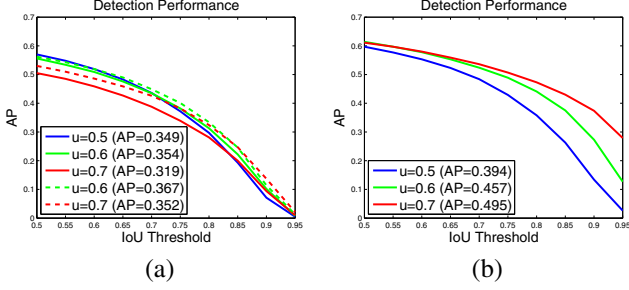 Detection Performance
0.7
0.6
0.5
0.4
0.3
0.2
0.1
0
AP
u=0.5 (AP=0.349)
u=0.6 (AP=0.354)
u=0.7 (AP=0.319)
u=0.6 (AP=0.367)
u=0.7 (AP=0.352)
0.5 0.55 0.6 0.65 0.7 0.75 0.8 0.85 0.9 0.95
IoU Threshold
(a)
Detection Performance
0.7
0.6
0.5
0.4
0.3
0.2
0.1
0
AP
u=0.5 (AP=0.394)
u=0.6 (AP=0.457)
u=0.7 (AP=0.495)
0.5 0.55 0.6 0.65 0.7 0.75 0.8 0.85 0.9 0.95
IoU Threshold
(b)